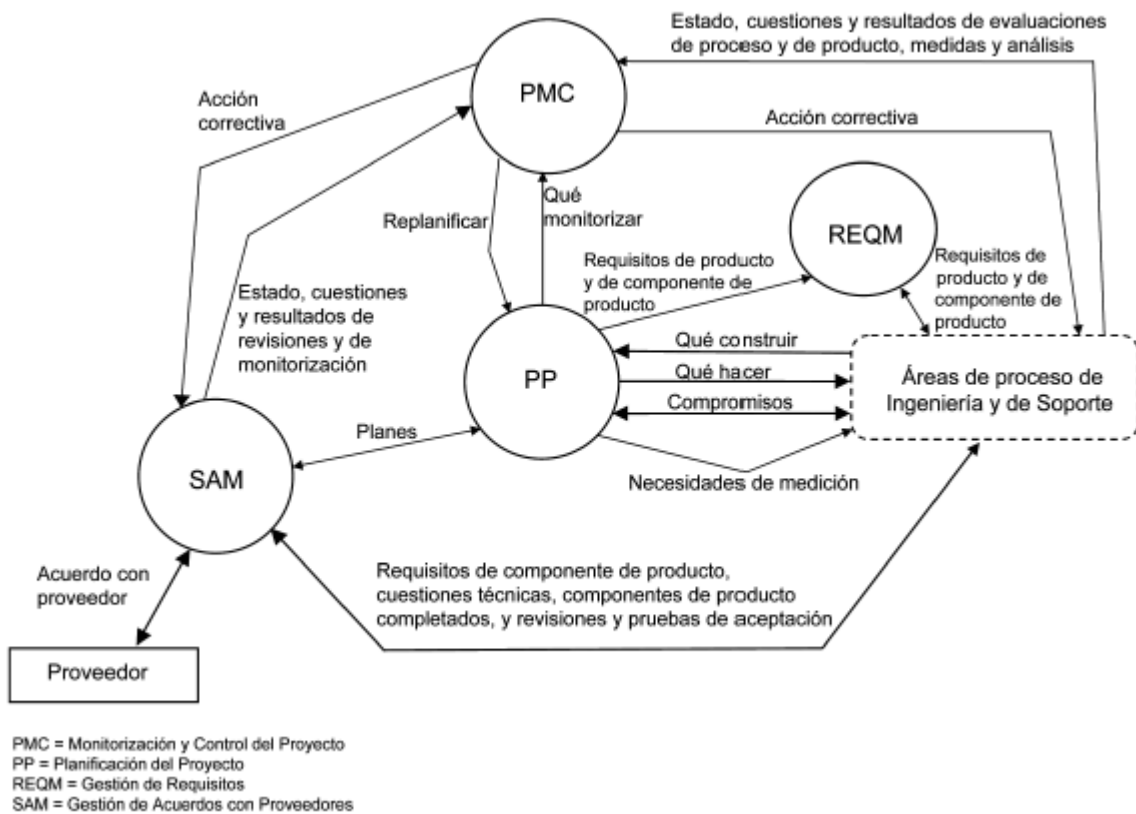 Estado, cuestiones y resultados de evaluaciones
de proceso y de producto, medidas y análisis
PMC
Acción
correctiva
Acción correctiva
Replanificar
Qué
monitorizar
REQM
Requisitos de producto
y de componente de
producto
Requisitos de
producto y de
componente de
producto
Estado, cuestiones
y resultados de
revisiones y de
monitorización
PP
Qué construir
Qué hacer
Compromisos
Áreas de proceso de
Ingeniería y de Soporte
Planes
SAM
Necesidades de medición
Acuerdo con
proveedor
Requisitos de componente de producto,
cuestiones técnicas, componentes de producto
completados, y revisiones y pruebas de aceptación
Proveedor
PMC = Monitorización y Control del Proyecto
PP = Planificación del Proyecto
REQM = Gestión de Requisitos
SAM = Gestión de Acuerdos con Proveedores